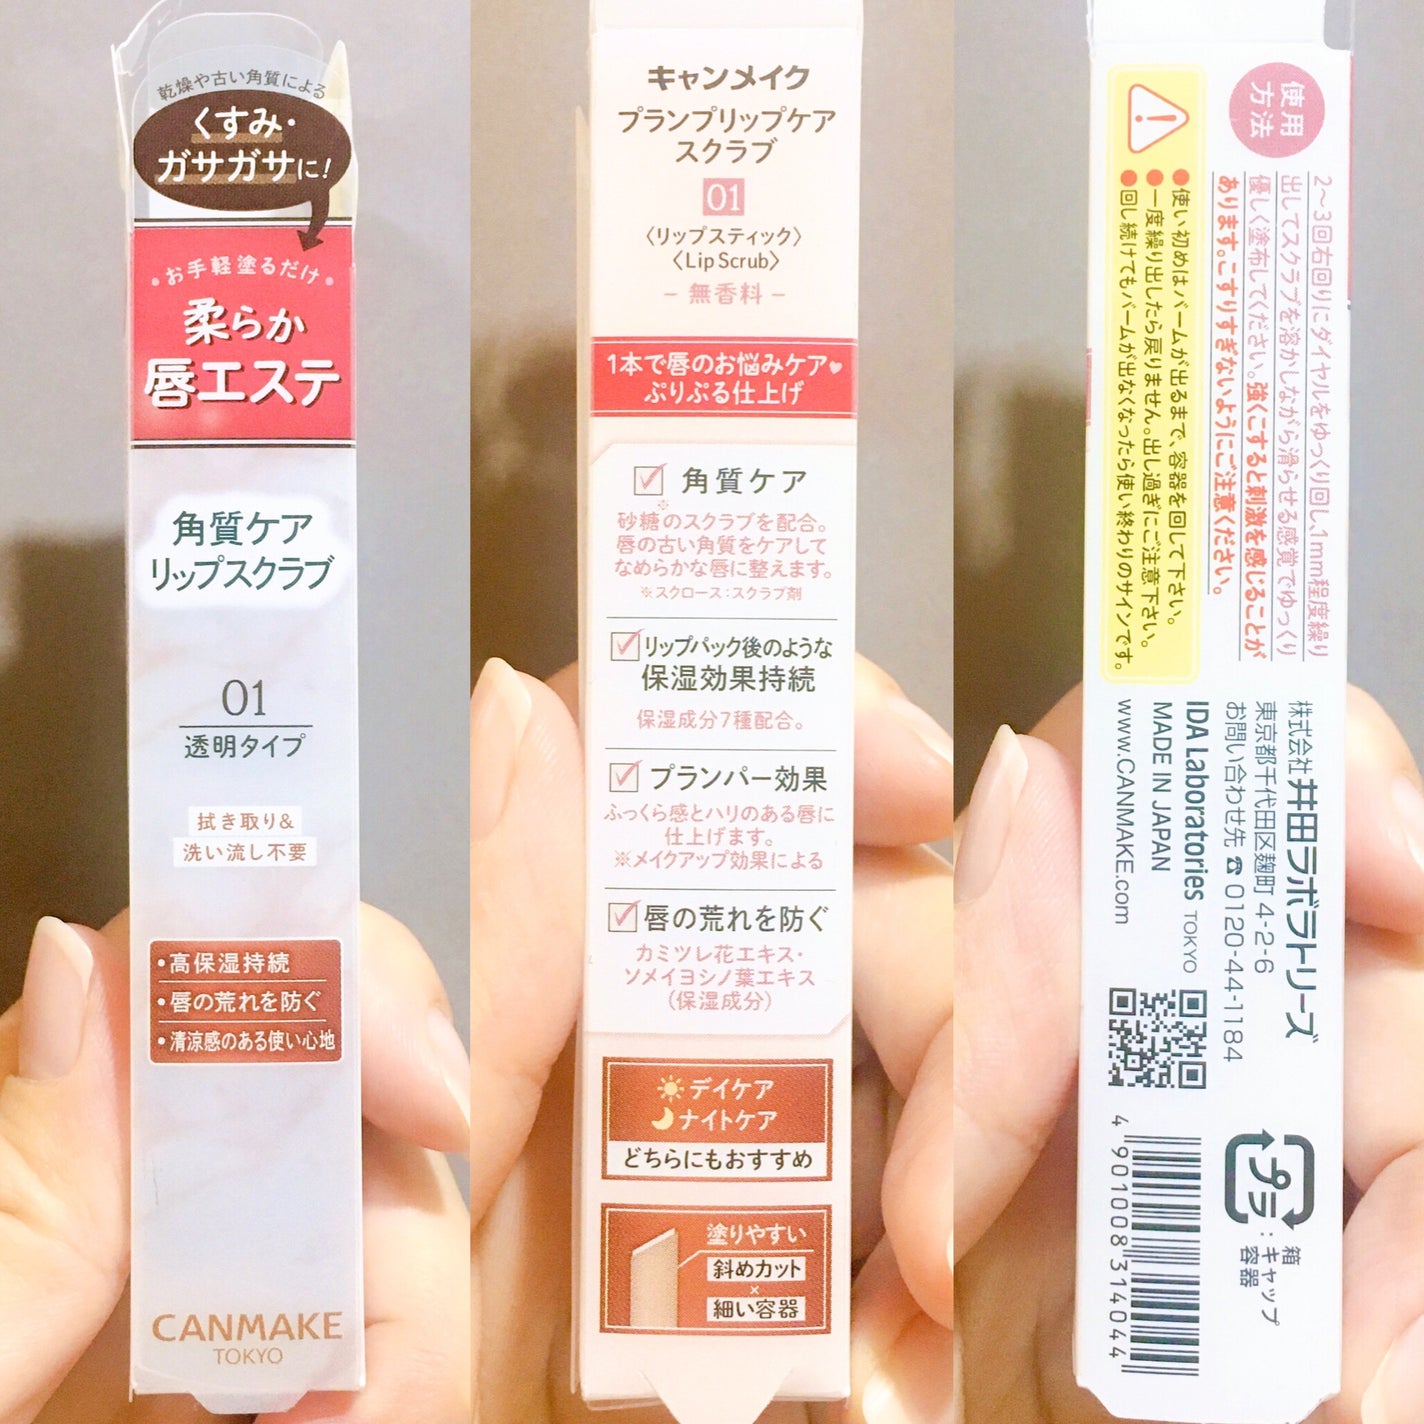 乾燥や古い角質による
くすみ・
ガサガサに!
お手軽塗るだけ
柔らか
唇エステ
角質ケア
リップスクラブ
01
透明タイプ
拭き取り&
洗い流し不要
・高保湿持続
・唇の荒れを防ぐ
・清涼感のある使い心地
CANMAKE
TOKYO
キャンメイク
プランプリップケア
スクラブ
01
〈リップスティック〉
〈Lip Scrub〉
- 無香料 -
1本で唇のお悩みケア♥
ぷりぷる仕上げ
角質ケア
砂糖※のスクラブを配合。
唇の古い角質をケアして
なめらかな唇に整えます。
※スクロース:スクラブ剤
リップパック後のような
保湿効果持続
保湿成分7種配合。
プランパー効果
ふっくら感とハリのある唇に
仕上げます。
※メイクアップ効果による
唇の荒れを防ぐ
カミツレ花エキス・
ソメイヨシノ葉エキス
(保湿成分)
デイケア
ナイトケア
どちらにもおすすめ
塗りやすい
斜めカット
×
細い容器
使用
方法
2〜3回右回りにダイヤルをゆっくり回し、1mm程度繰り
出してスクラブを溶かしながら滑らせる感覚でゆっくり
優しく塗布してください。強くこすると刺激を感じることが
あります。こすりすぎないようにご注意ください。
●使い初めはバームが出るまで、容器を回して下さい。
●一度繰り出したら戻りません。出し過ぎにご注意下さい。
●回し続けてもバームが出なくなったら使い終わりのサインです。
株式会社井田ラボラトリーズ
東京都千代田区麹町 4-2-6
お問い合わせ先 ☎ 0120-44-1184
IDA Laboratories TOKYO
MADE IN JAPAN
www.CANMAKE.com
プラ
:箱
キャップ
容器
4 901008 314044